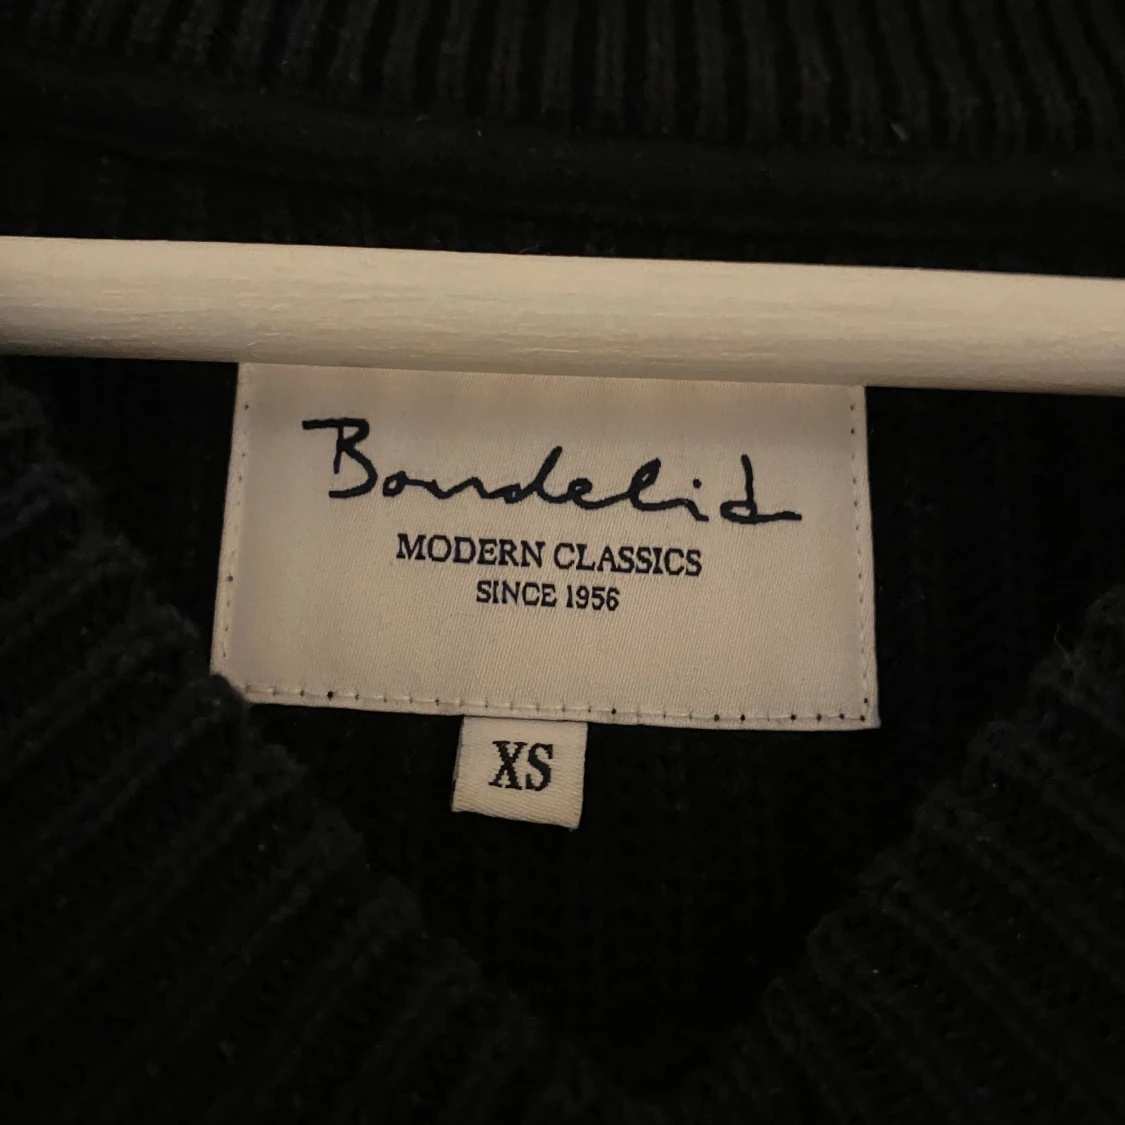 Bondelid
MODERN CLASSICS
SINCE 1956
XS